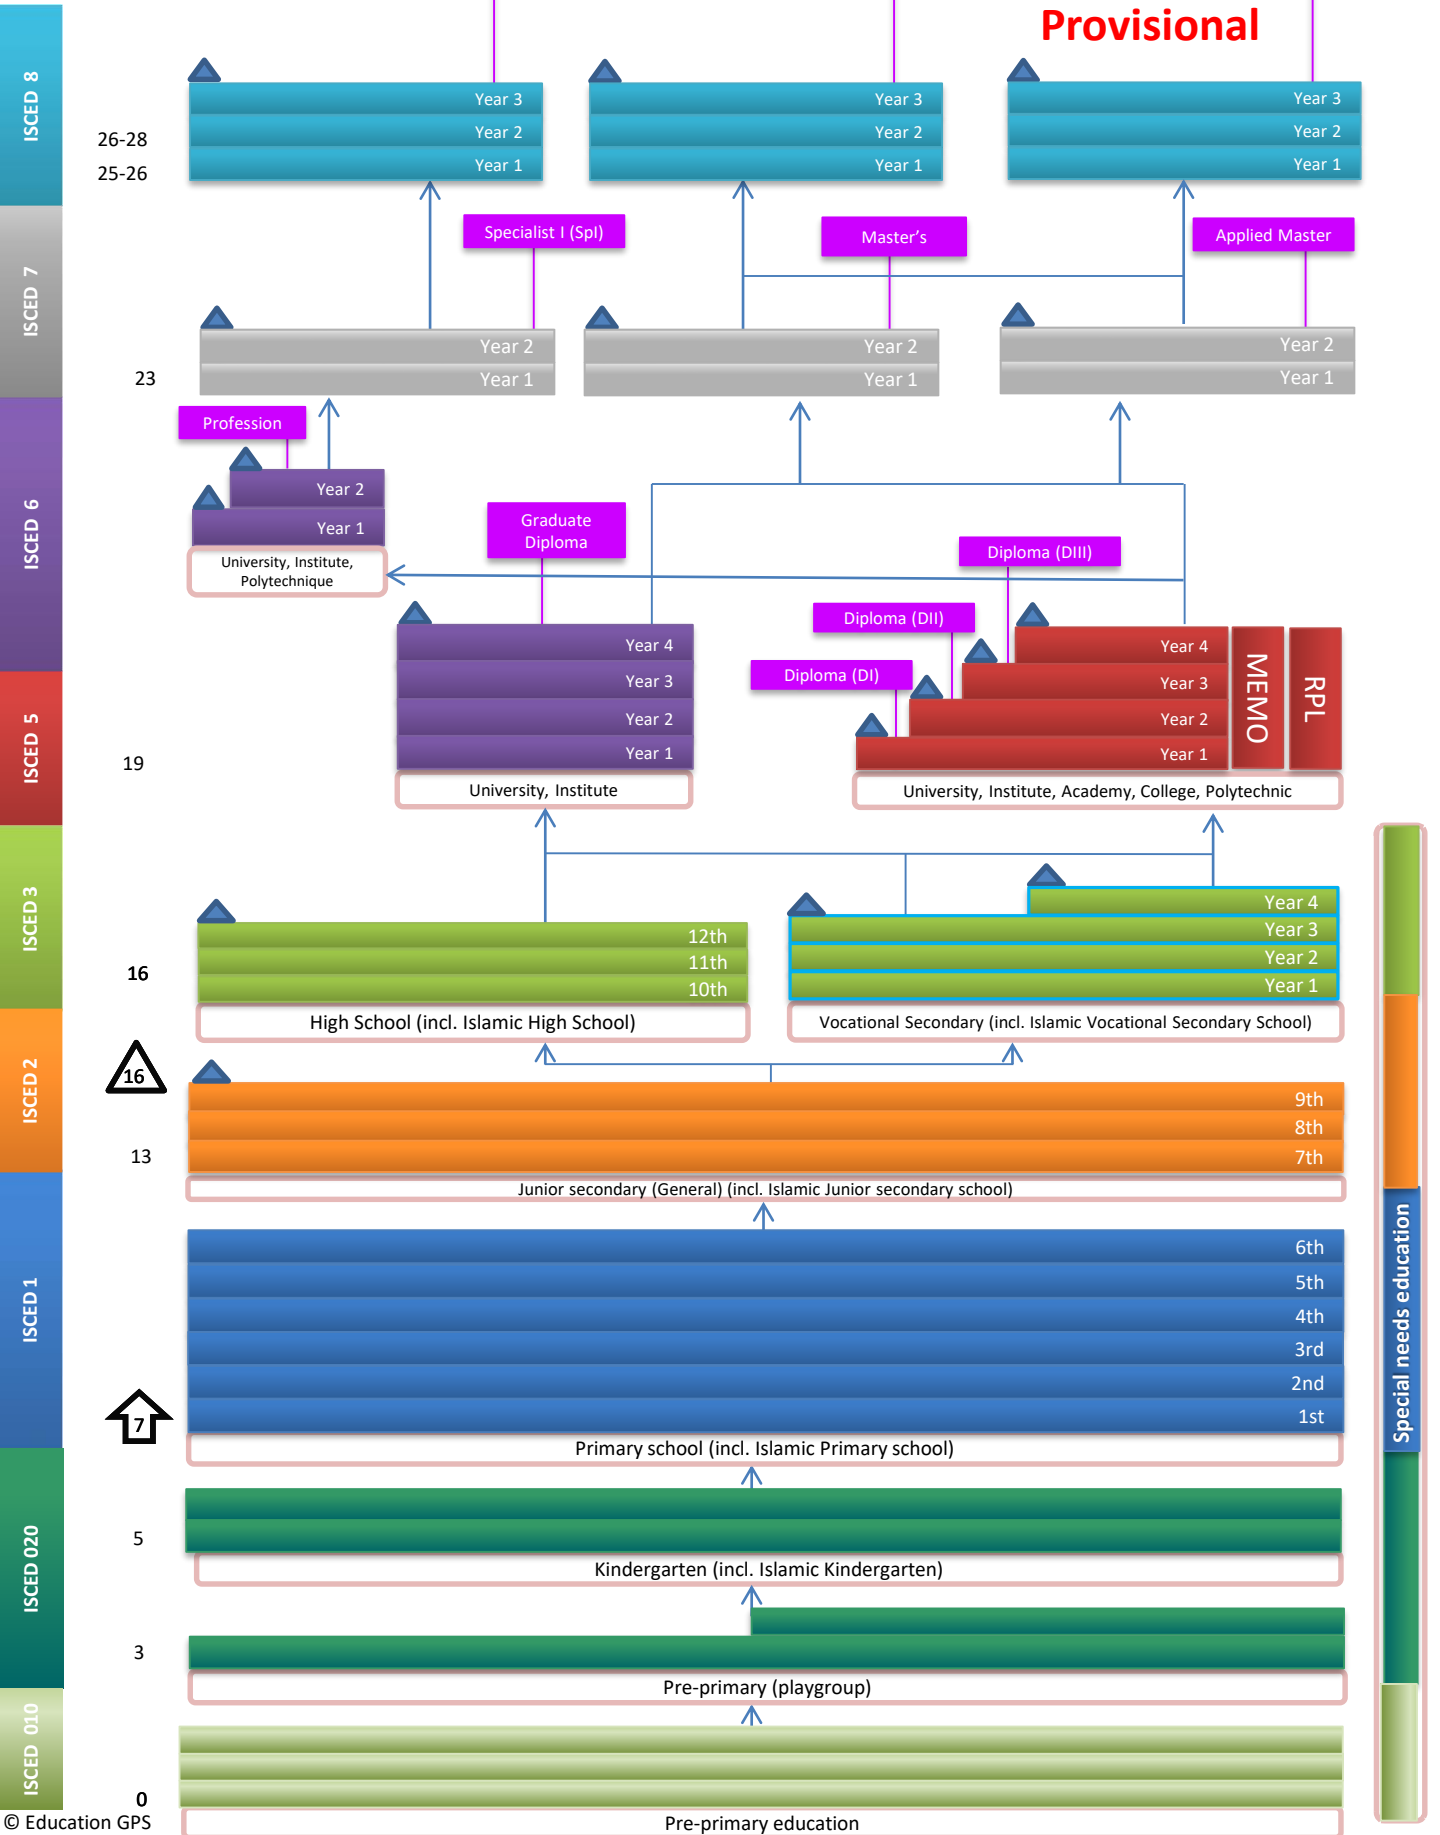 Provisional
ISCED 8
Year 3
Year 3
Year 3
26-28
Year 2
Year 2
Year 2
25-26
Year 1
Year 1
Year 1
ISCED 7
Specialist I (SpI)
Master's
Applied Master
Year 2
Year 2
Year 2
23
Year 1
Year 1
Year 1
ISCED 6
Profession
Year 2
Year 1
University, Institute,
Polytechnique
Graduate
Diploma
Diploma (DIII)
Diploma (DII)
Diploma (DI)
Year 4
Year 3
Year 2
Year 1
Year 4
Year 3
Year 2
Year 1
MEMO
RPL
ISCED 5
19
University, Institute
University, Institute, Academy, College, Polytechnic
ISCED 3
12th
11th
10th
16
Year 4
Year 3
Year 2
Year 1
High School (incl. Islamic High School)
Vocational Secondary (incl. Islamic Vocational Secondary School)
ISCED 2
16
9th
8th
13
7th
Junior secondary (General) (incl. Islamic Junior secondary school)
ISCED 1
6th
5th
4th
3rd
2nd
7
1st
Primary school (incl. Islamic Primary school)
Special needs education
ISCED 020
5
Kindergarten (incl. Islamic Kindergarten)
3
Pre-primary (playgroup)
ISCED 010
0
© Education GPS
Pre-primary education